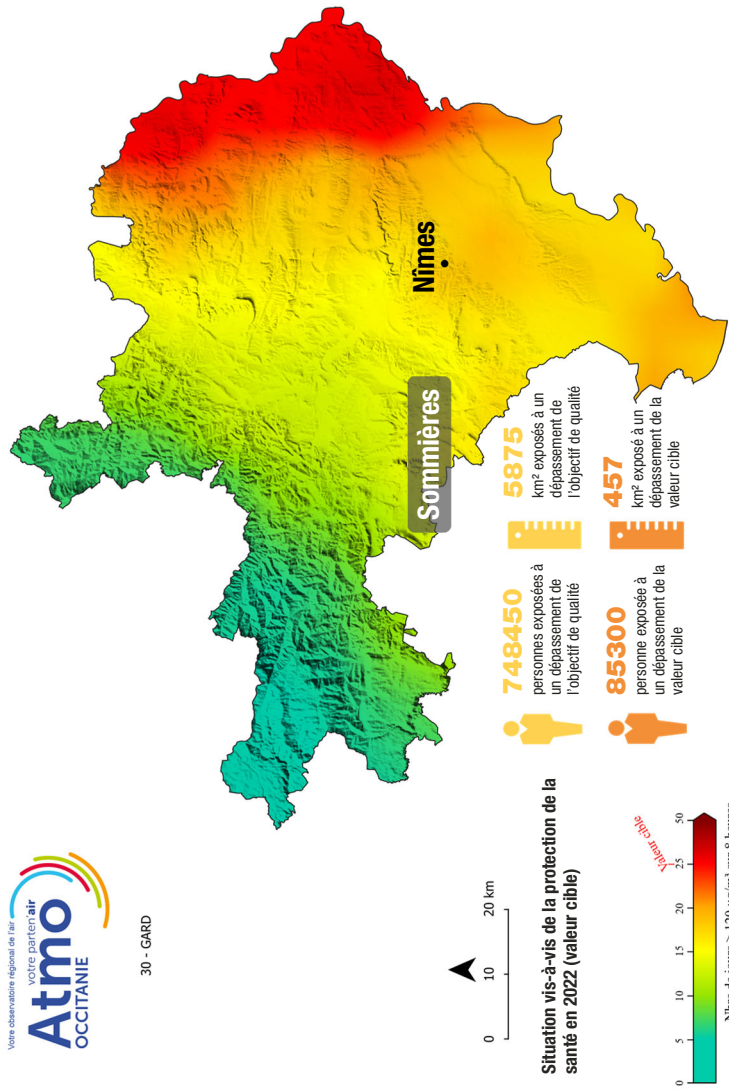 Votre observatoire régional de l'air
Atmo
votre parten'air
OCCITANIE
30 - GARD
0 10 20 km
Situation vis-à-vis de la protection de la
santé en 2022 (valeur cible)
Valeur cible
0 5 10 15 20 25 50
Nîmes
Sommières
748450
personnes exposées à
un dépassement de
l'objectif de qualité
5875
km² exposés à un
dépassement de
l'objectif de qualité
85300
personne exposée à
un dépassement de la
valeur cible
457
km² exposé à un
dépassement de la
valeur cible